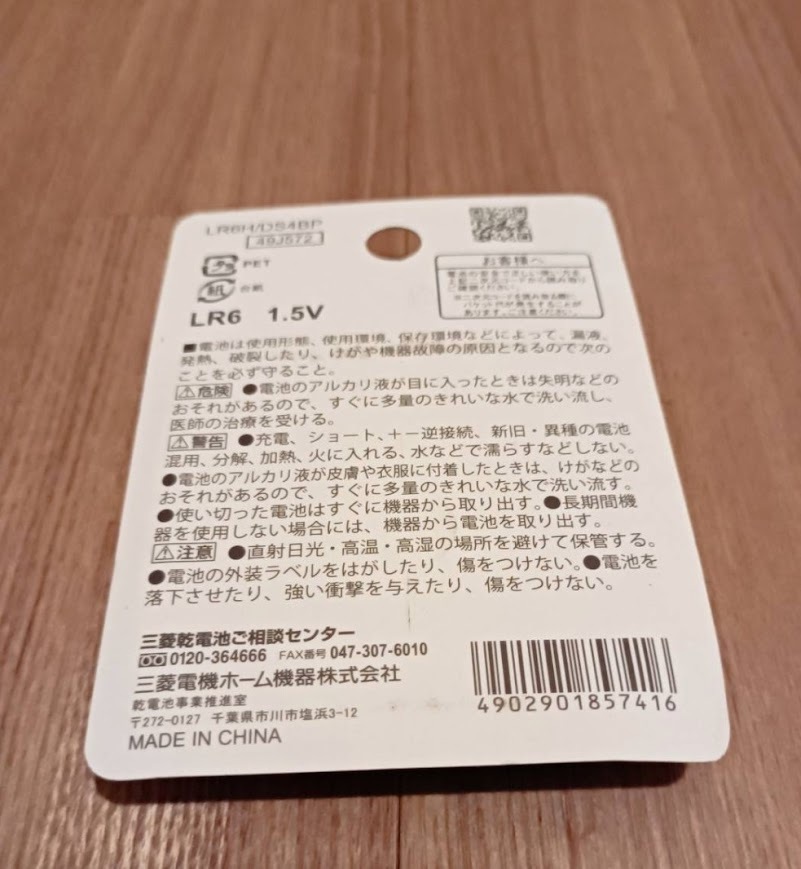 LR6H/DS4BP
49J572
プラ PET
紙 台紙
お客様へ
LR6 1.5V
■電池は使用形態、使用環境、保存環境などによって、漏液、
発熱、破裂したり、けがや機器故障の原因となるので次の
ことを必ず守ること。
⚠危険 ●電池のアルカリ液が目に入ったときは失明などの
おそれがあるので、すぐに多量のきれいな水で洗い流し、
医師の治療を受ける。
⚠警告 ●充電、ショート、+−逆接続、新旧・異種の電池
混用、分解、加熱、火に入れる、水などで濡らすなどしない。
●電池のアルカリ液が皮膚や衣服に付着したときは、けがなどの
おそれがあるので、すぐに多量のきれいな水で洗い流す。
●使い切った電池はすぐに機器から取り出す。●長期間機
器を使用しない場合には、機器から電池を取り出す。
⚠注意 ●直射日光・高温・高湿の場所を避けて保管する。
●電池の外装ラベルをはがしたり、傷をつけない。●電池を
落下させたり、強い衝撃を与えたり、傷をつけない。
三菱乾電池ご相談センター
0120-364666 FAX番号 047-307-6010
三菱電機ホーム機器株式会社
乾電池事業推進室
〒272-0127 千葉県市川市塩浜3-12
MADE IN CHINA
4902901857416